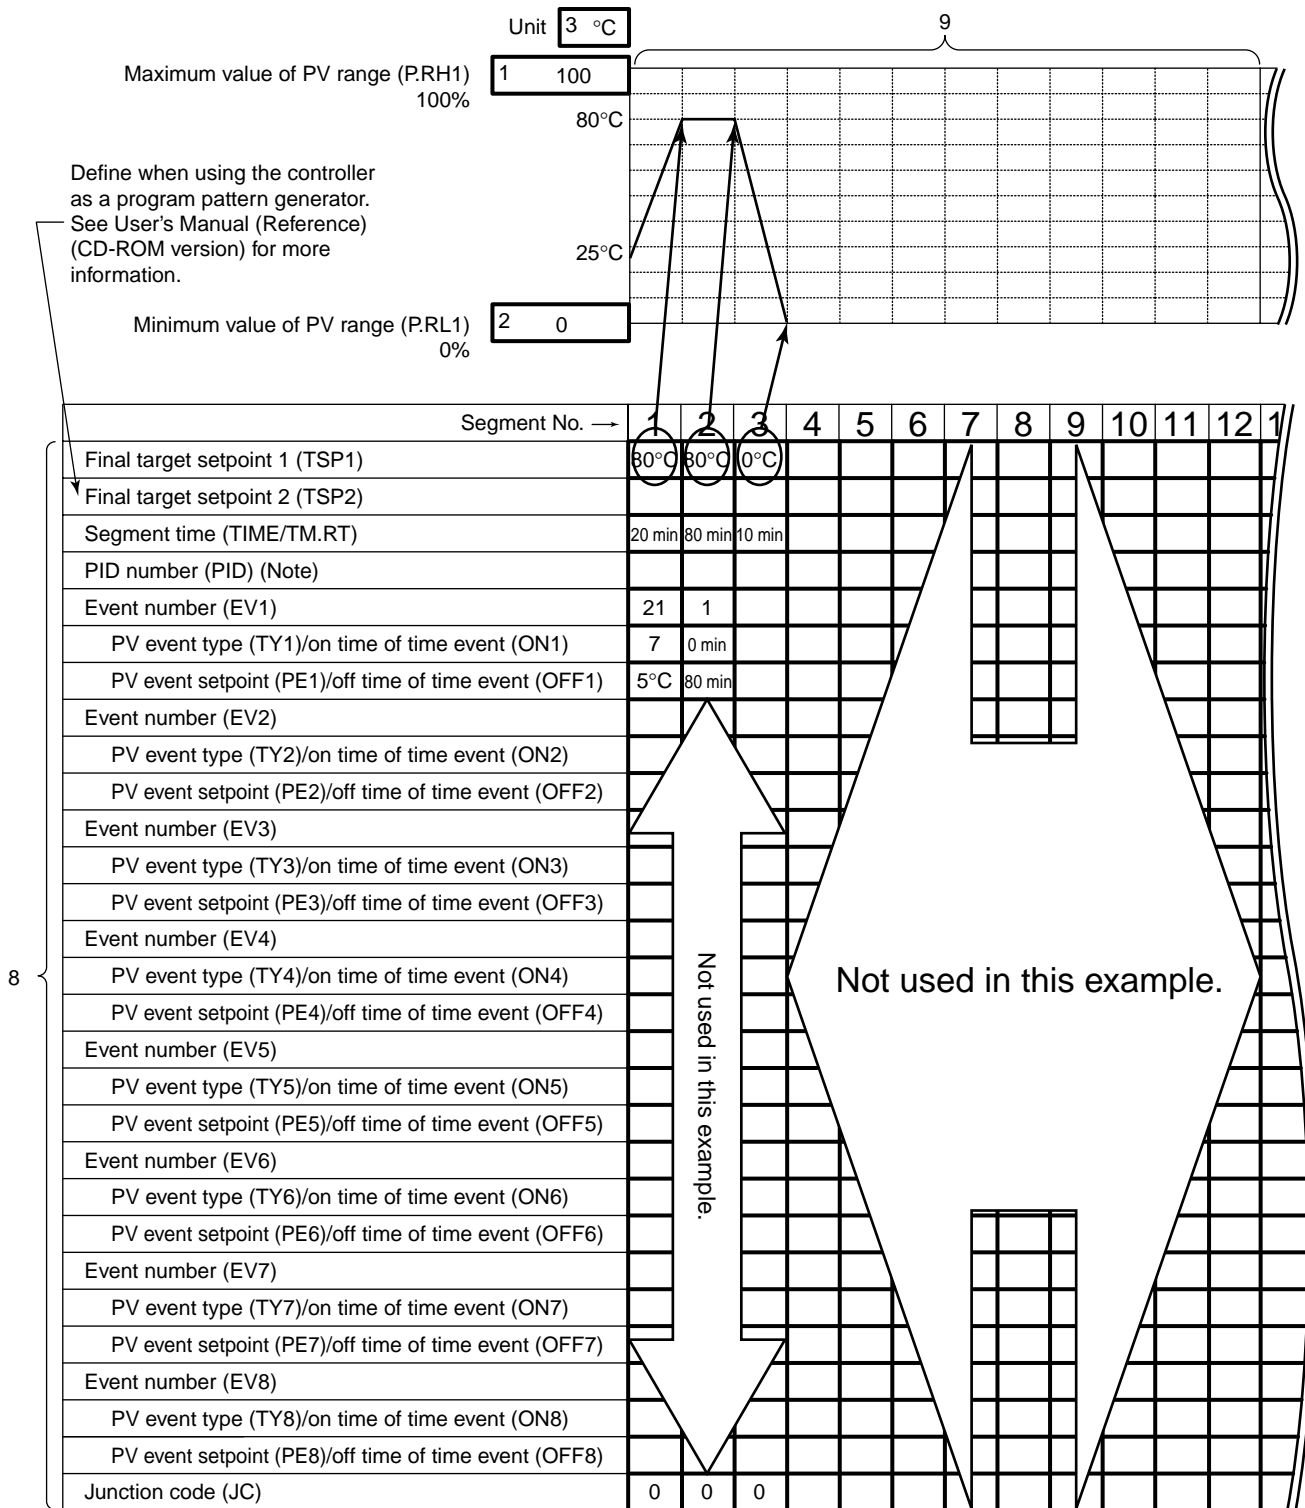 Unit 3 °C
9
Maximum value of PV range (P.RH1) 1 100
100%
80°C
Define when using the controller
as a program pattern generator.
See User's Manual (Reference)
(CD-ROM version) for more
information.
25°C
Minimum value of PV range (P.RL1) 2 0
0%
Segment No. → 1 2 3 4 5 6 7 8 9 10 11 12 1
Final target setpoint 1 (TSP1) 80°C 80°C 0°C
Final target setpoint 2 (TSP2)
Segment time (TIME/TM.RT) 20 min 80 min 10 min
PID number (PID) (Note)
Event number (EV1) 21 1
PV event type (TY1)/on time of time event (ON1) 7 0 min
PV event setpoint (PE1)/off time of time event (OFF1) 5°C 80 min
Event number (EV2)
PV event type (TY2)/on time of time event (ON2)
PV event setpoint (PE2)/off time of time event (OFF2)
Event number (EV3)
PV event type (TY3)/on time of time event (ON3)
PV event setpoint (PE3)/off time of time event (OFF3)
Event number (EV4)
8
PV event type (TY4)/on time of time event (ON4)
Not used in this example.
Not used in this example.
PV event setpoint (PE4)/off time of time event (OFF4)
Event number (EV5)
PV event type (TY5)/on time of time event (ON5)
PV event setpoint (PE5)/off time of time event (OFF5)
Event number (EV6)
PV event type (TY6)/on time of time event (ON6)
PV event setpoint (PE6)/off time of time event (OFF6)
Event number (EV7)
PV event type (TY7)/on time of time event (ON7)
PV event setpoint (PE7)/off time of time event (OFF7)
Event number (EV8)
PV event type (TY8)/on time of time event (ON8)
PV event setpoint (PE8)/off time of time event (OFF8)
Junction code (JC) 0 0 0